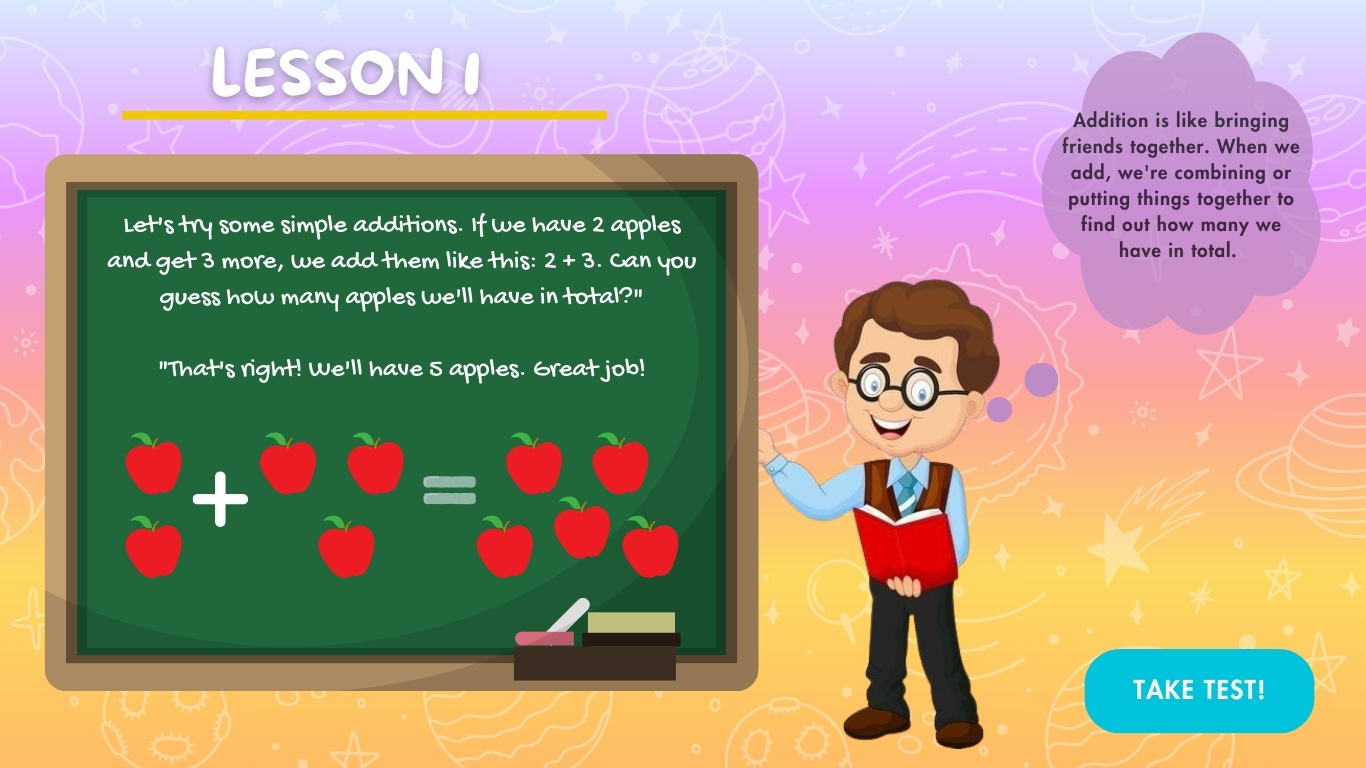 LESSON 1
Let's try some simple additions. If we have 2 apples
and get 3 more, we add them like this: 2 + 3. Can you
guess how many apples we'll have in total?"
"That's right! We'll have 5 apples. Great job!
+ =
Addition is like bringing
friends together. When we
add, we're combining or
putting things together to
find out how many we
have in total.
TAKE TEST!